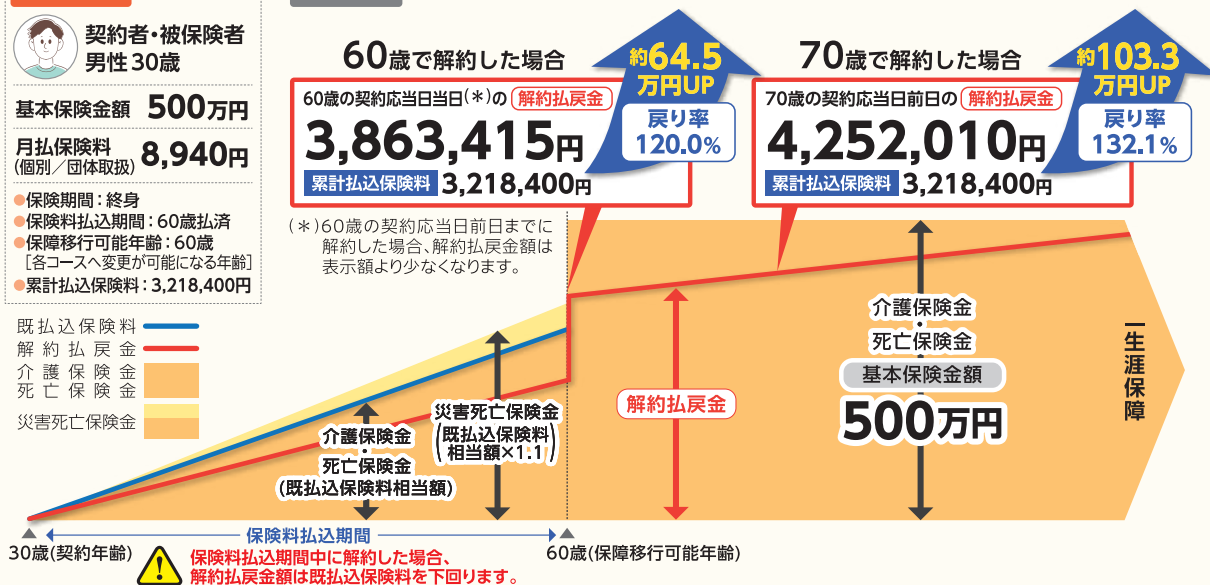 契約者・被保険者
男性30歳
基本保険金額 500万円
月払保険料
(個別／団体取扱) 8,940円
●保険期間：終身
●保険料払込期間：60歳払済
●保障移行可能年齢：60歳
［各コースへ変更が可能になる年齢］
●累計払込保険料：3,218,400円
既払込保険料
解約払戻金
介護保険金
死亡保険金
災害死亡保険金
60歳で解約した場合
約64.5
万円UP
戻り率
120.0%
60歳の契約応当日当日(＊)の 解約払戻金
3,863,415円
累計払込保険料 3,218,400円
(＊)60歳の契約応当日前日までに
解約した場合、解約払戻金額は
表示額より少なくなります。
70歳で解約した場合
約103.3
万円UP
戻り率
132.1%
70歳の契約応当日前日の 解約払戻金
4,252,010円
累計払込保険料 3,218,400円
介護保険金
・
死亡保険金
(既払込保険料相当額)
災害死亡保険金
(既払込保険料
相当額×1.1)
解約払戻金
介護保険金
・
死亡保険金
基本保険金額
500万円
一生涯保障
保険料払込期間
30歳(契約年齢)
60歳(保障移行可能年齢)
保険料払込期間中に解約した場合、
解約払戻金額は既払込保険料を下回ります。